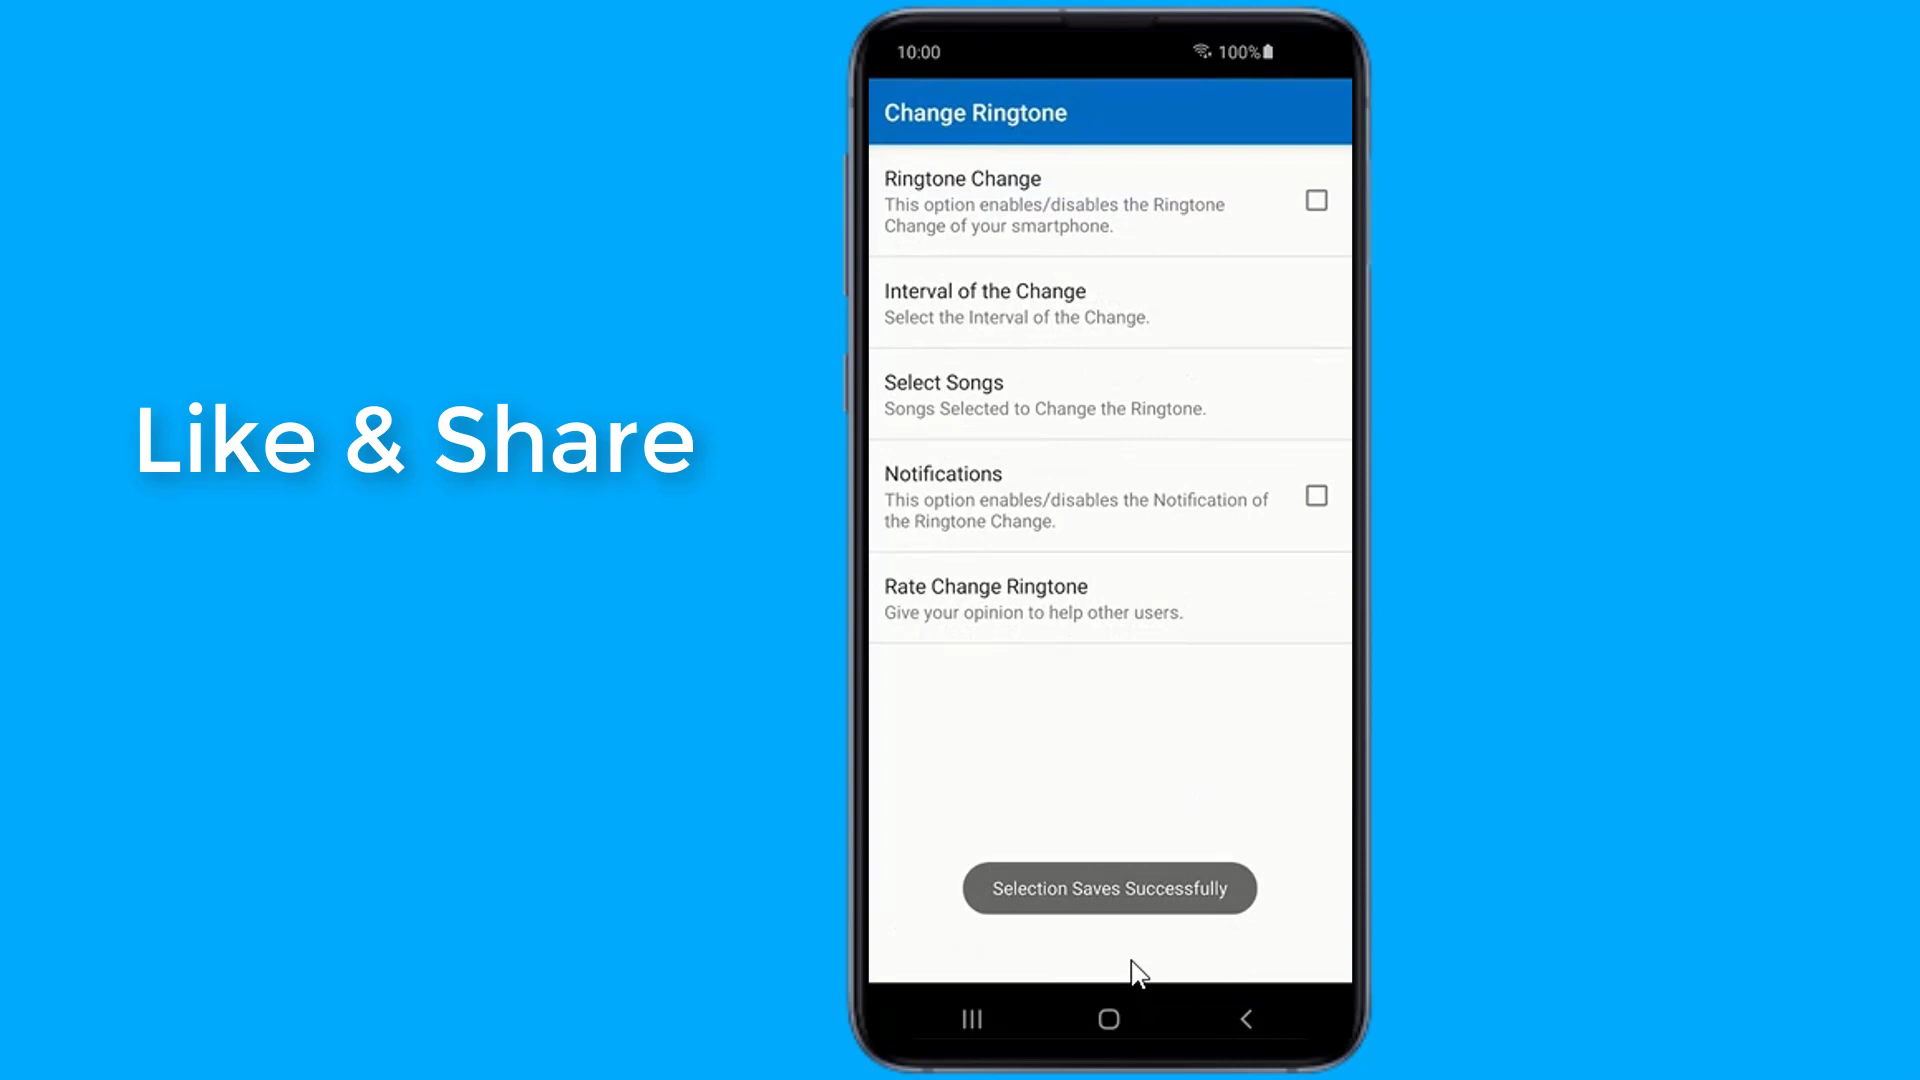 Like & Share
10:00
100%
Change Ringtone
Ringtone Change
This option enables/disables the Ringtone
Change of your smartphone.
Interval of the Change
Select the Interval of the Change.
Select Songs
Songs Selected to Change the Ringtone.
Notifications
This option enables/disables the Notification of
the Ringtone Change.
Rate Change Ringtone
Give your opinion to help other users.
Selection Saves Successfully